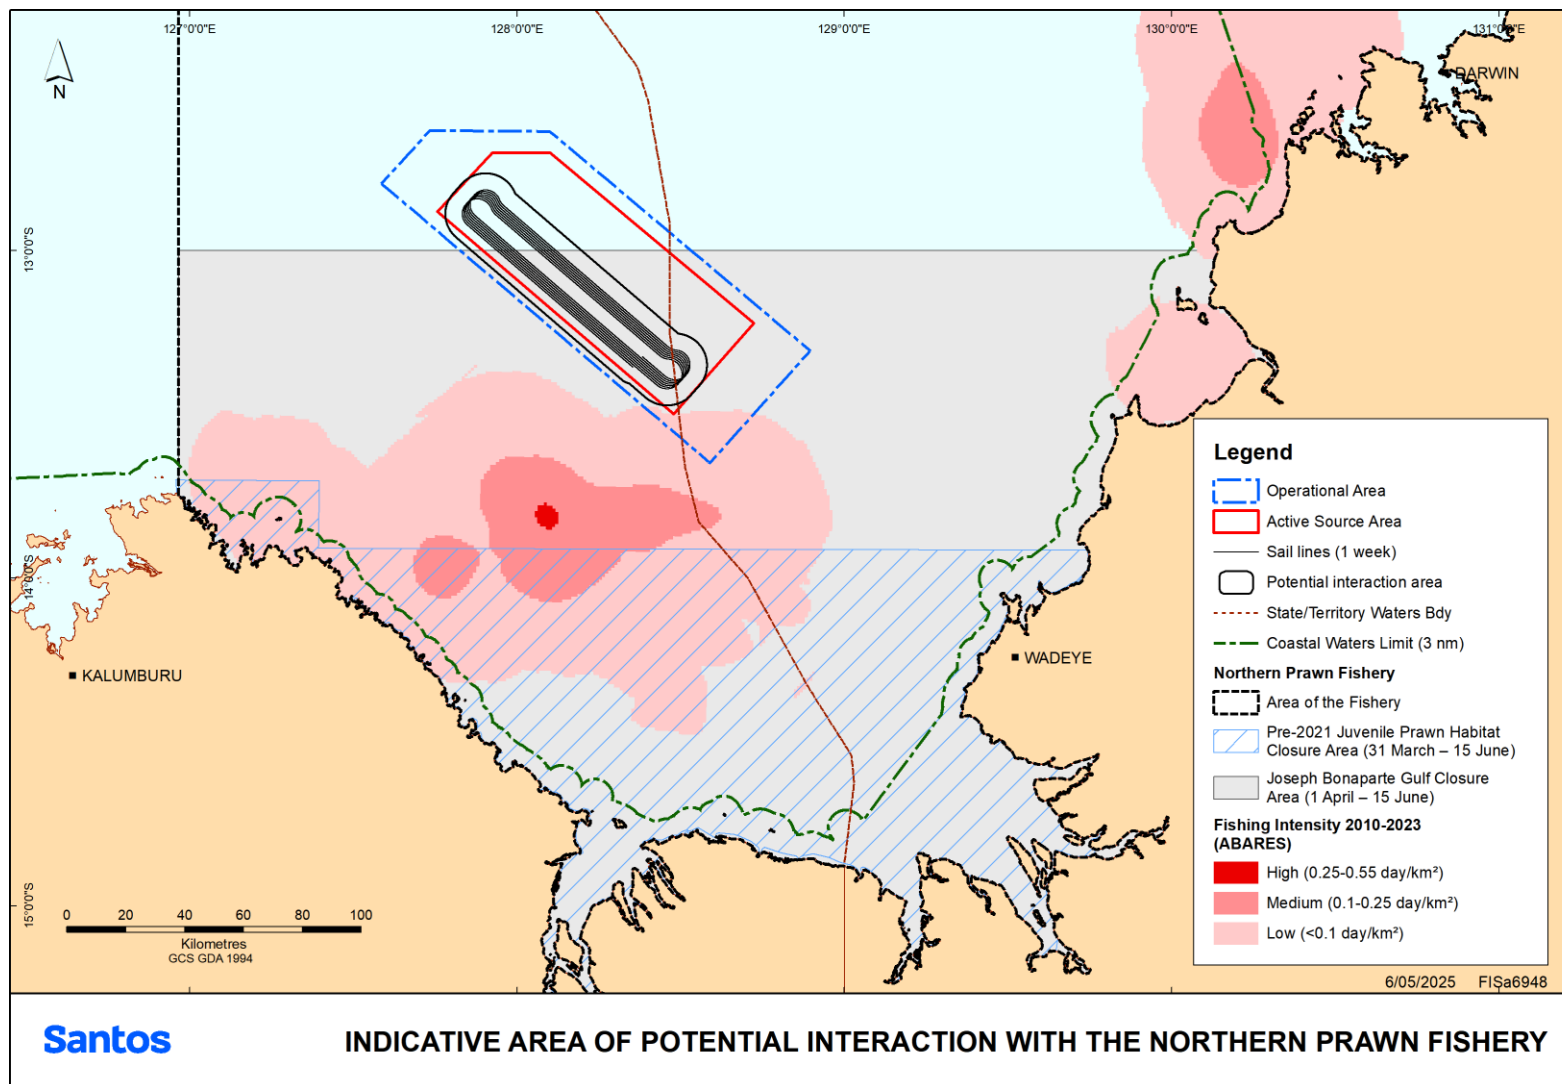 127°0'0"E
128°0'0"E
129°0'0"E
130°0'0"E
131°0'0"E
N
DARWIN
13°0'0"S
14°0'0"S
15°0'0"S
KALUMBURU
WADEYE
Legend
Operational Area
Active Source Area
Sail lines (1 week)
Potential interaction area
State/Territory Waters Bdy
Coastal Waters Limit (3 nm)
Northern Prawn Fishery
Area of the Fishery
Pre-2021 Juvenile Prawn Habitat
Closure Area (31 March – 15 June)
Joseph Bonaparte Gulf Closure
Area (1 April – 15 June)
Fishing Intensity 2010-2023
(ABARES)
High (0.25-0.55 day/km²)
Medium (0.1-0.25 day/km²)
Low (<0.1 day/km²)
0 20 40 60 80 100
Kilometres
GCS GDA 1994
6/05/2025 FISa6948
Santos
INDICATIVE AREA OF POTENTIAL INTERACTION WITH THE NORTHERN PRAWN FISHERY